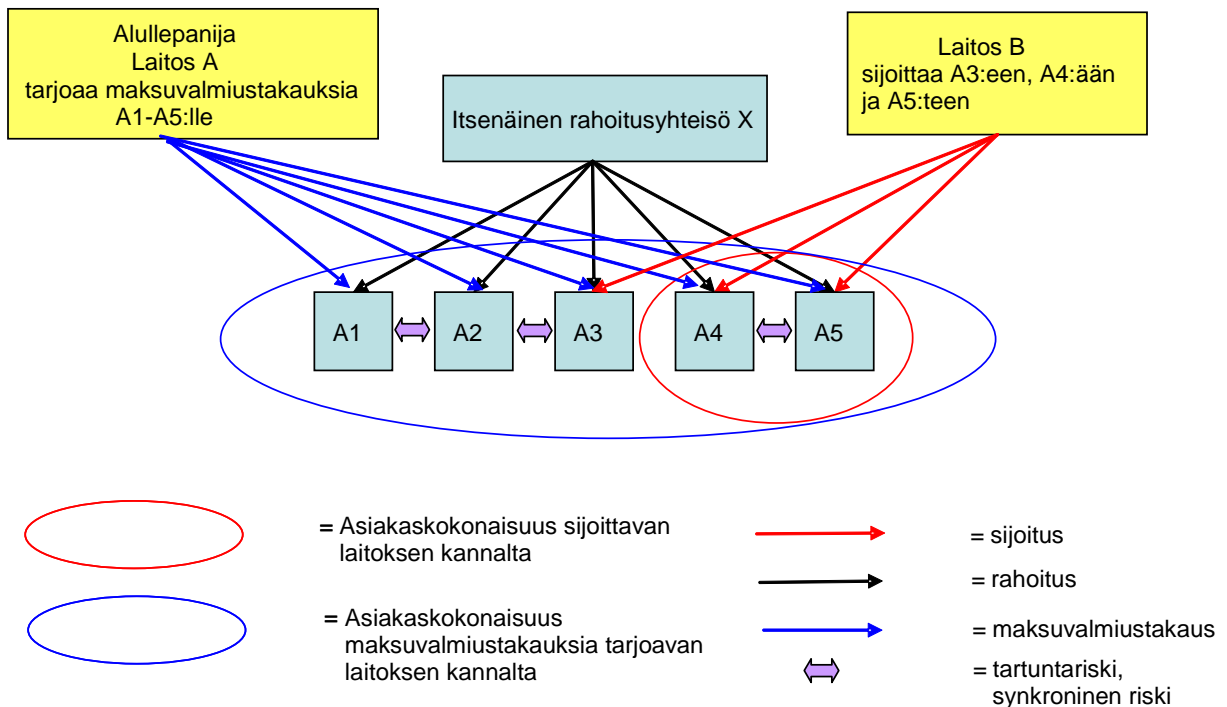 Alullepanija
Laitos A
tarjoaa maksuvalmiustakauksia
A1-A5:lle
Itsenäinen rahoitusyhteisö X
Laitos B
sijoittaa A3:een, A4:ään
ja A5:teen
A1
A2
A3
A4
A5
= Asiakaskokonaisuus sijoittavan
laitoksen kannalta
= Asiakaskokonaisuus
maksuvalmiustakauksia tarjoavan
laitoksen kannalta
= sijoitus
= rahoitus
= maksuvalmiustakaus
= tartuntariski,
synkroninen riski